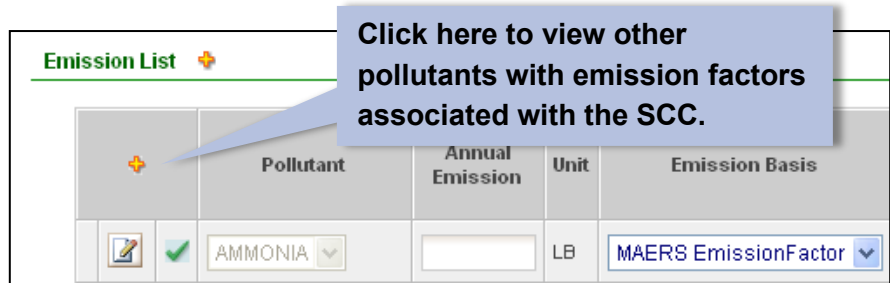 Click here to view other
pollutants with emission factors
associated with the SCC.
Emission List
Pollutant
Annual
Emission
Unit
Emission Basis
AMMONIA
LB
MAERS EmissionFactor